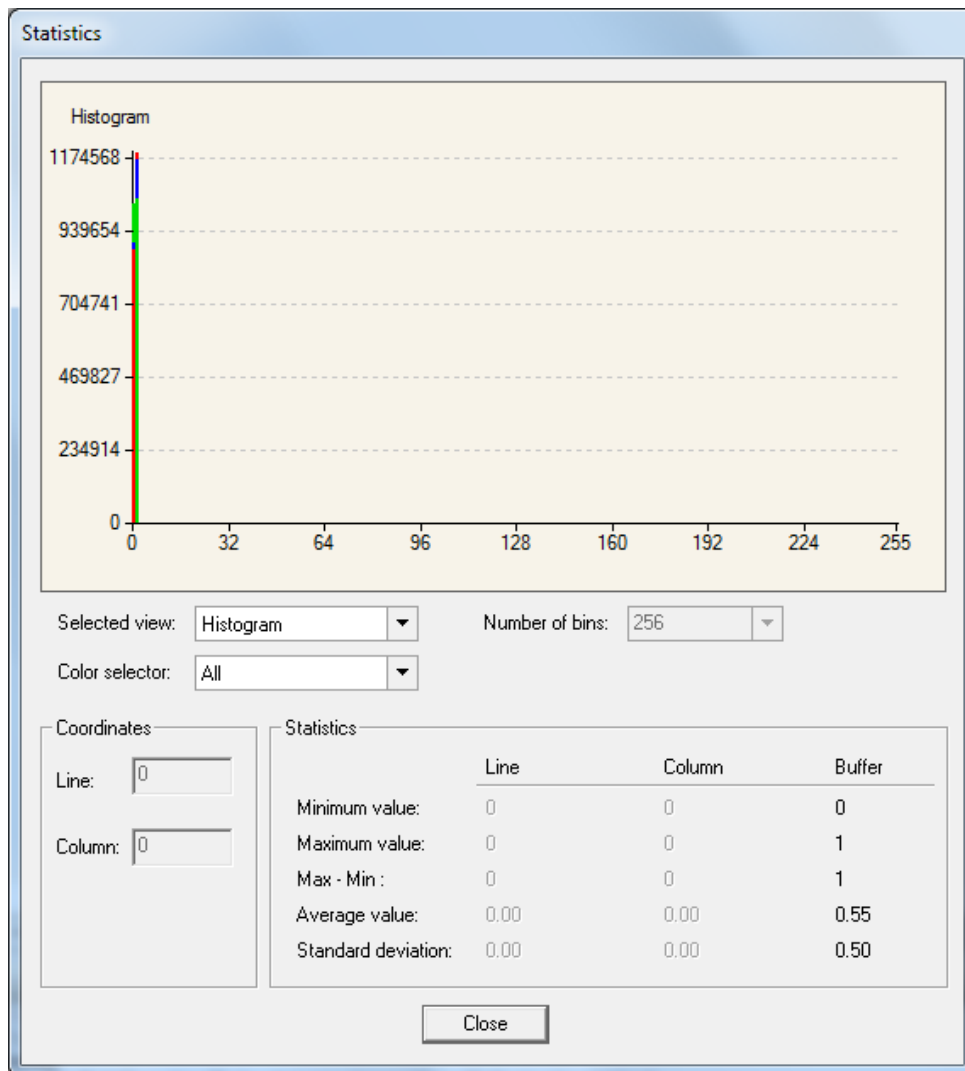 Statistics
Histogram
1174568
939654
704741
469827
234914
0
0 32 64 96 128 160 192 224 255
Selected view: Histogram Number of bins: 256
Color selector: All
Coordinates
Line: 0
Column: 0
Statistics
Line Column Buffer
Minimum value: 0 0 0
Maximum value: 0 0 1
Max - Min : 0 0 1
Average value: 0.00 0.00 0.55
Standard deviation: 0.00 0.00 0.50
Close